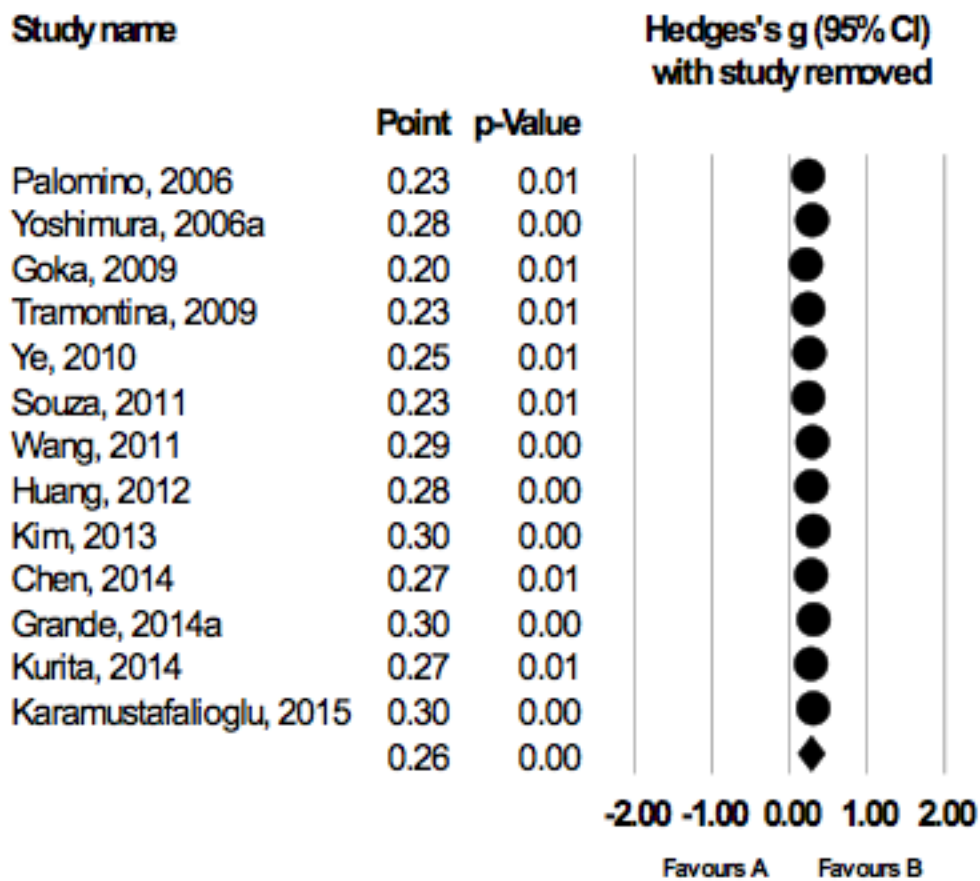 Study name Hedges's g (95% CI)
with study removed
Point p-Value
Palomino, 2006 0.23 0.01
Yoshimura, 2006a 0.28 0.00
Goka, 2009 0.20 0.01
Tramontina, 2009 0.23 0.01
Ye, 2010 0.25 0.01
Souza, 2011 0.23 0.01
Wang, 2011 0.29 0.00
Huang, 2012 0.28 0.00
Kim, 2013 0.30 0.00
Chen, 2014 0.27 0.01
Grande, 2014a 0.30 0.00
Kurita, 2014 0.27 0.01
Karamustafalioglu, 2015 0.30 0.00
0.26 0.00
-2.00 -1.00 0.00 1.00 2.00
Favours A Favours B